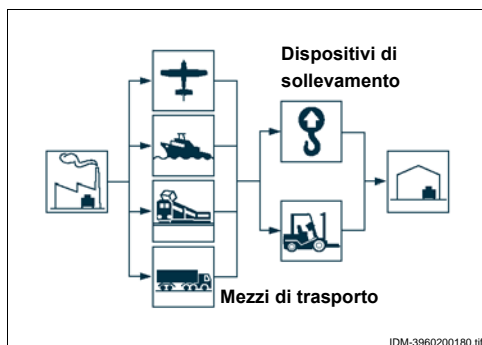 Dispositivi di
sollevamento
Mezzi di trasporto
IDM-3960200180.tif